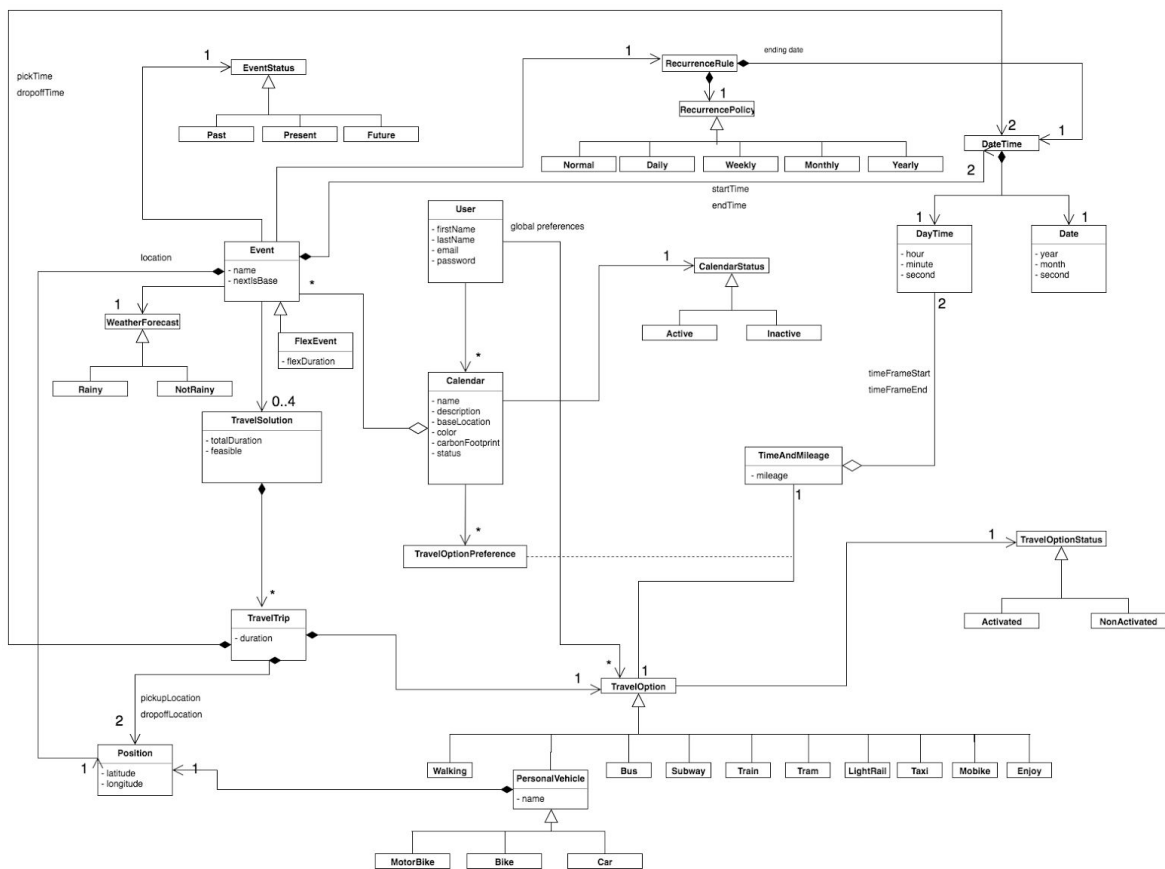 1
EventStatus
pickTime
dropoffTime
Past
Present
Future
1
RecurrenceRule
ending date
1
RecurrencePolicy
Normal
Daily
Weekly
Monthly
Yearly
2
1
DateTime
2
startTime
endTime
User
- firstName
- lastName
- email
- password
global preferences
1
DayTime
- hour
- minute
- second
1
Date
- year
- month
- second
location
Event
- name
- nextIsBase
*
1
CalendarStatus
Active
Inactive
2
1
WeatherForecast
Rainy
NotRainy
FlexEvent
- flexDuration
*
Calendar
- name
- description
- baseLocation
- color
- carbonFootprint
- status
timeFrameStart
timeFrameEnd
0..4
TravelSolution
- totalDuration
- feasible
TimeAndMileage
- mileage
1
*
TravelOptionPreference
1
TravelOptionStatus
Activated
NonActivated
*
TravelTrip
- duration
1
*
1
TravelOption
pickupLocation
dropoffLocation
2
Position
- latitude
- longitude
1
1
Walking
PersonalVehicle
- name
Bus
Subway
Train
Tram
LightRail
Taxi
Mobike
Enjoy
MotorBike
Bike
Car